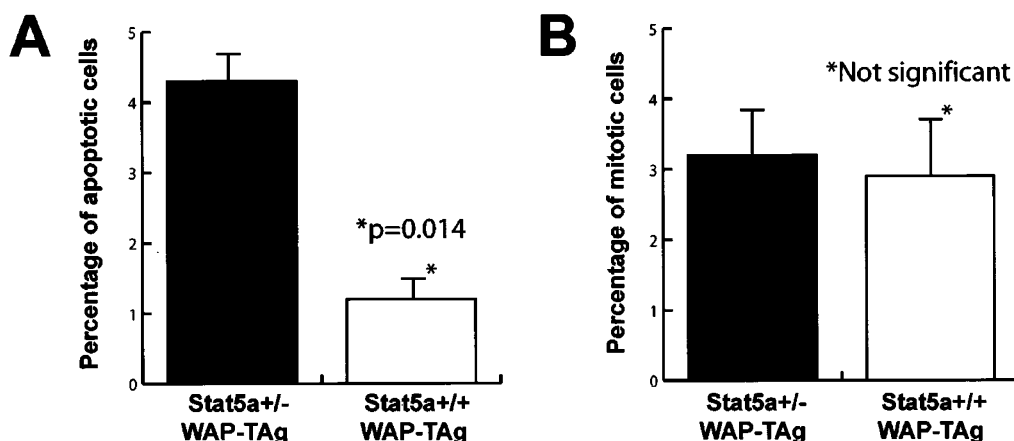 A
Percentage of apoptotic cells
5
4
3
2
1
0
*p=0.014
*
Stat5a+/-
WAP-TAg
Stat5a+/+
WAP-TAg
B
Percentage of mitotic cells
5
4
3
2
1
0
*Not significant
*
Stat5a+/-
WAP-TAg
Stat5a+/+
WAP-TAg